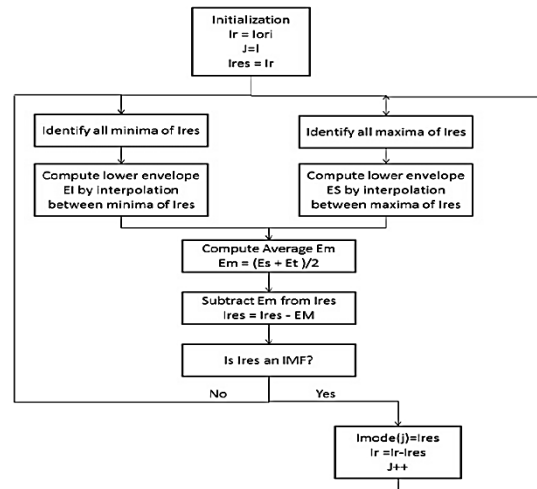 Initialization
Ir = Iori
J=I
Ires = Ir
Identify all minima of Ires
Identify all maxima of Ires
Compute lower envelope
EI by Interpolation
between minima of Ires
Compute lower envelope
ES by interpolation
between maxima of Ires
Compute Average Em
Em = (Es + Et )/2
Subtract Em from Ires
Ires = Ires - EM
Is Ires an IMF?
No
Yes
Imode(j)=Ires
Ir =Ir-Ires
J++